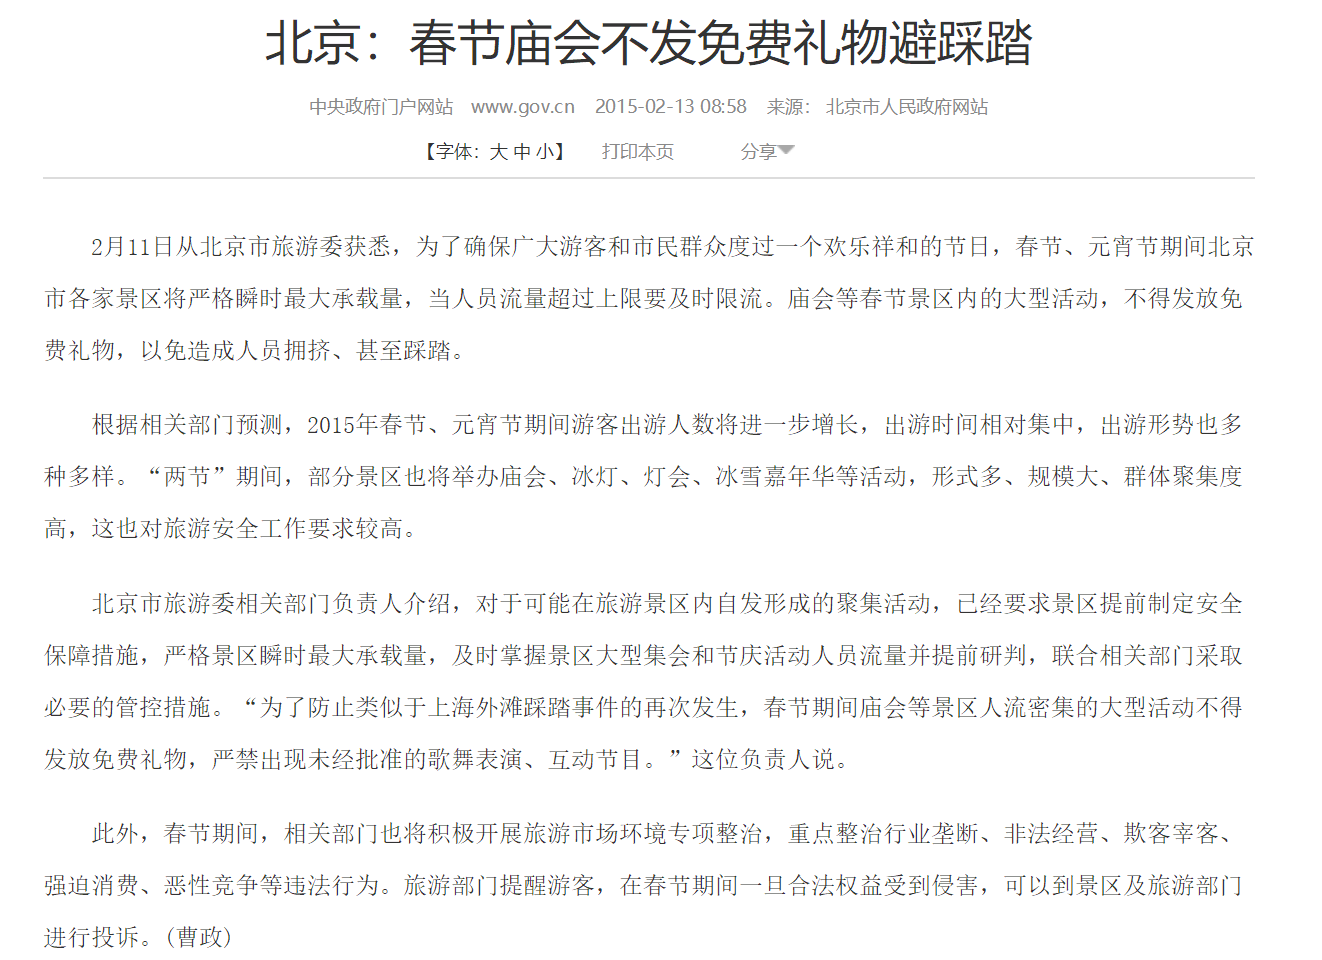 北京：春节庙会不发免费礼物避踩踏
中央政府门户网站 www.gov.cn 2015-02-13 08:58 来源： 北京市人民政府网站
【字体：大 中 小】 打印本页 分享
2月11日从北京市旅游委获悉，为了确保广大游客和市民群众度过一个欢乐祥和的节日，春节、元宵节期间北京
市各家景区将严格瞬时最大承载量，当人员流量超过上限要及时限流。庙会等春节景区内的大型活动，不得发放免
费礼物，以免造成人员拥挤、甚至踩踏。
根据相关部门预测，2015年春节、元宵节期间游客出游人数将进一步增长，出游时间相对集中，出游形势也多
种多样。“两节”期间，部分景区也将举办庙会、冰灯、灯会、冰雪嘉年华等活动，形式多、规模大、群体聚集度
高，这也对旅游安全工作要求较高。
北京市旅游委相关部门负责人介绍，对于可能在旅游景区内自发形成的聚集活动，已经要求景区提前制定安全
保障措施，严格景区瞬时最大承载量，及时掌握景区大型集会和节庆活动人员流量并提前研判，联合相关部门采取
必要的管控措施。“为了防止类似于上海外滩踩踏事件的再次发生，春节期间庙会等景区人流密集的大型活动不得
发放免费礼物，严禁出现未经批准的歌舞表演、互动节目。”这位负责人说。
此外，春节期间，相关部门也将积极开展旅游市场环境专项整治，重点整治行业垄断、非法经营、欺客宰客、
强迫消费、恶性竞争等违法行为。旅游部门提醒游客，在春节期间一旦合法权益受到侵害，可以到景区及旅游部门
进行投诉。(曹政)